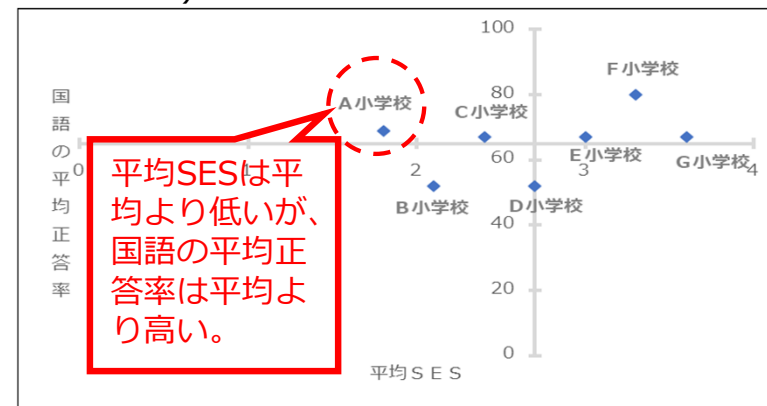 100
F小学校
80
A小学校
C小学校
国語の平均正答率
60
0
1
2
3
4
E小学校
G小学校
B小学校
D小学校
40
20
0
平均SES
平均SESは平
均より低いが、
国語の平均正
答率は平均よ
り高い。